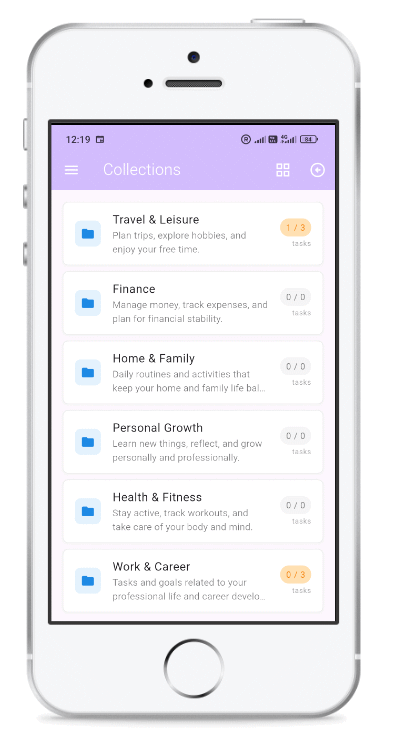 12:19
R 4G 84
Collections
Travel & Leisure
Plan trips, explore hobbies, and
enjoy your free time.
1 / 3
tasks
Finance
Manage money, track expenses, and
plan for financial stability.
0 / 0
tasks
Home & Family
Daily routines and activities that
keep your home and family life bal...
0 / 0
tasks
Personal Growth
Learn new things, reflect, and grow
personally and professionally.
0 / 0
tasks
Health & Fitness
Stay active, track workouts, and
take care of your body and mind.
0 / 0
tasks
Work & Career
Tasks and goals related to your
professional life and career develo...
0 / 3
tasks